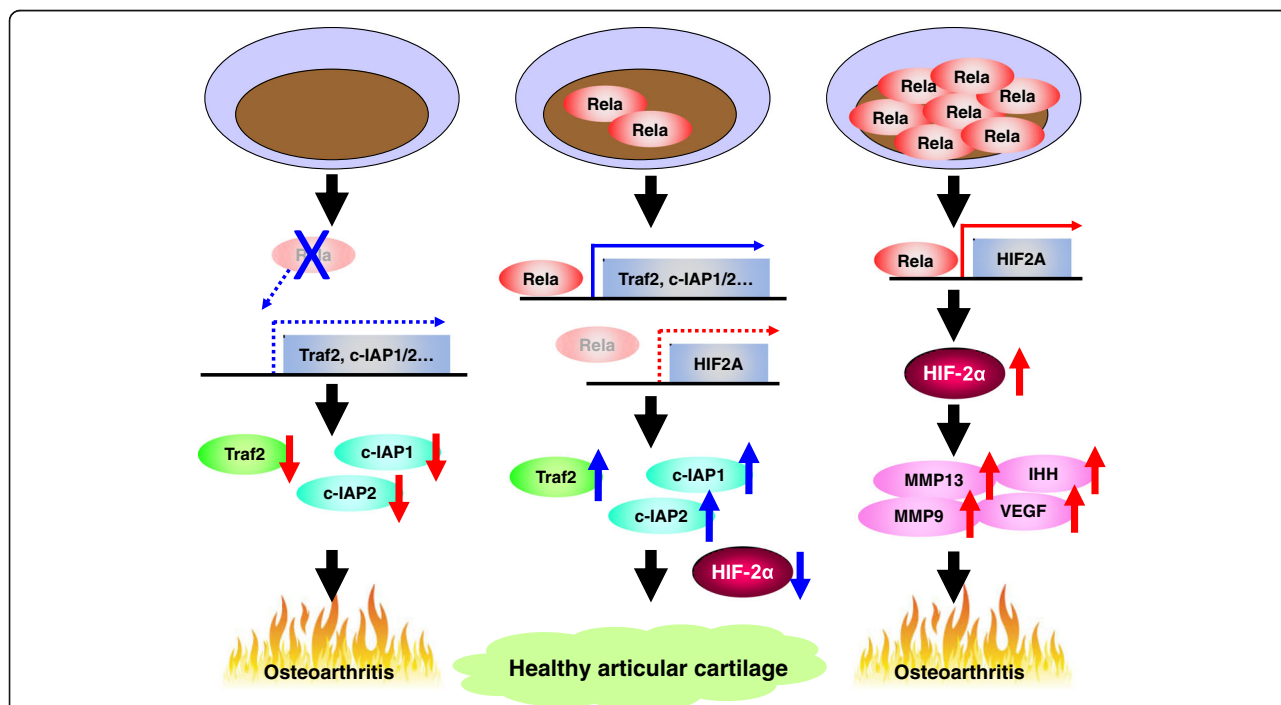 Rela
Rela
Rela
Rela
Rela
Rela
Rela
Rela
Rela
Rela
Rela
Traf2, c-IAP1/2...
Traf2
c-IAP1
c-IAP2
Osteoarthritis
Rela
Traf2, c-IAP1/2...
Rela
HIF2A
Traf2
c-IAP1
c-IAP2
HIF-2α
Healthy articular cartilage
Rela
HIF2A
HIF-2α
MMP13
IHH
MMP9
VEGF
Osteoarthritis